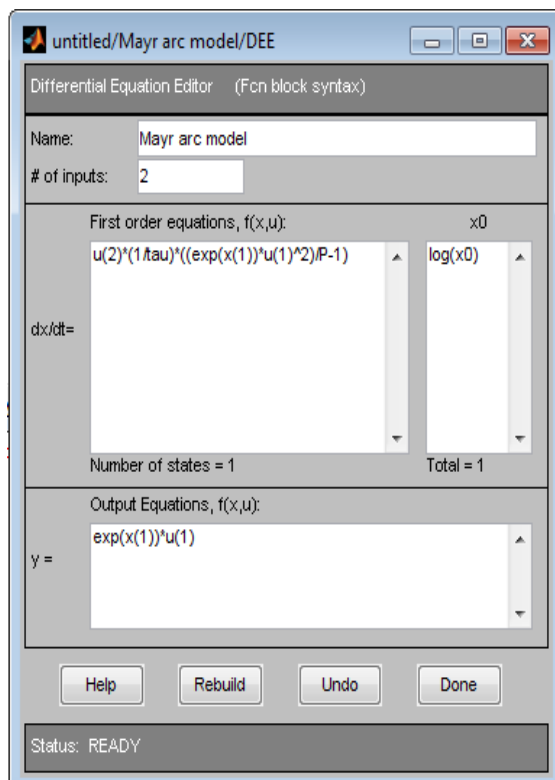 untitled/Mayr arc model/DEE
Differential Equation Editor (Fcn block syntax)
Name: Mayr arc model
# of inputs: 2
First order equations, f(x,u): x0
u(2)*(1/tau)*((exp(x(1))*u(1)^2)/P-1) log(x0)
dx/dt=
Number of states = 1 Total = 1
Output Equations, f(x,u):
exp(x(1))*u(1)
y =
Help Rebuild Undo Done
Status: READY